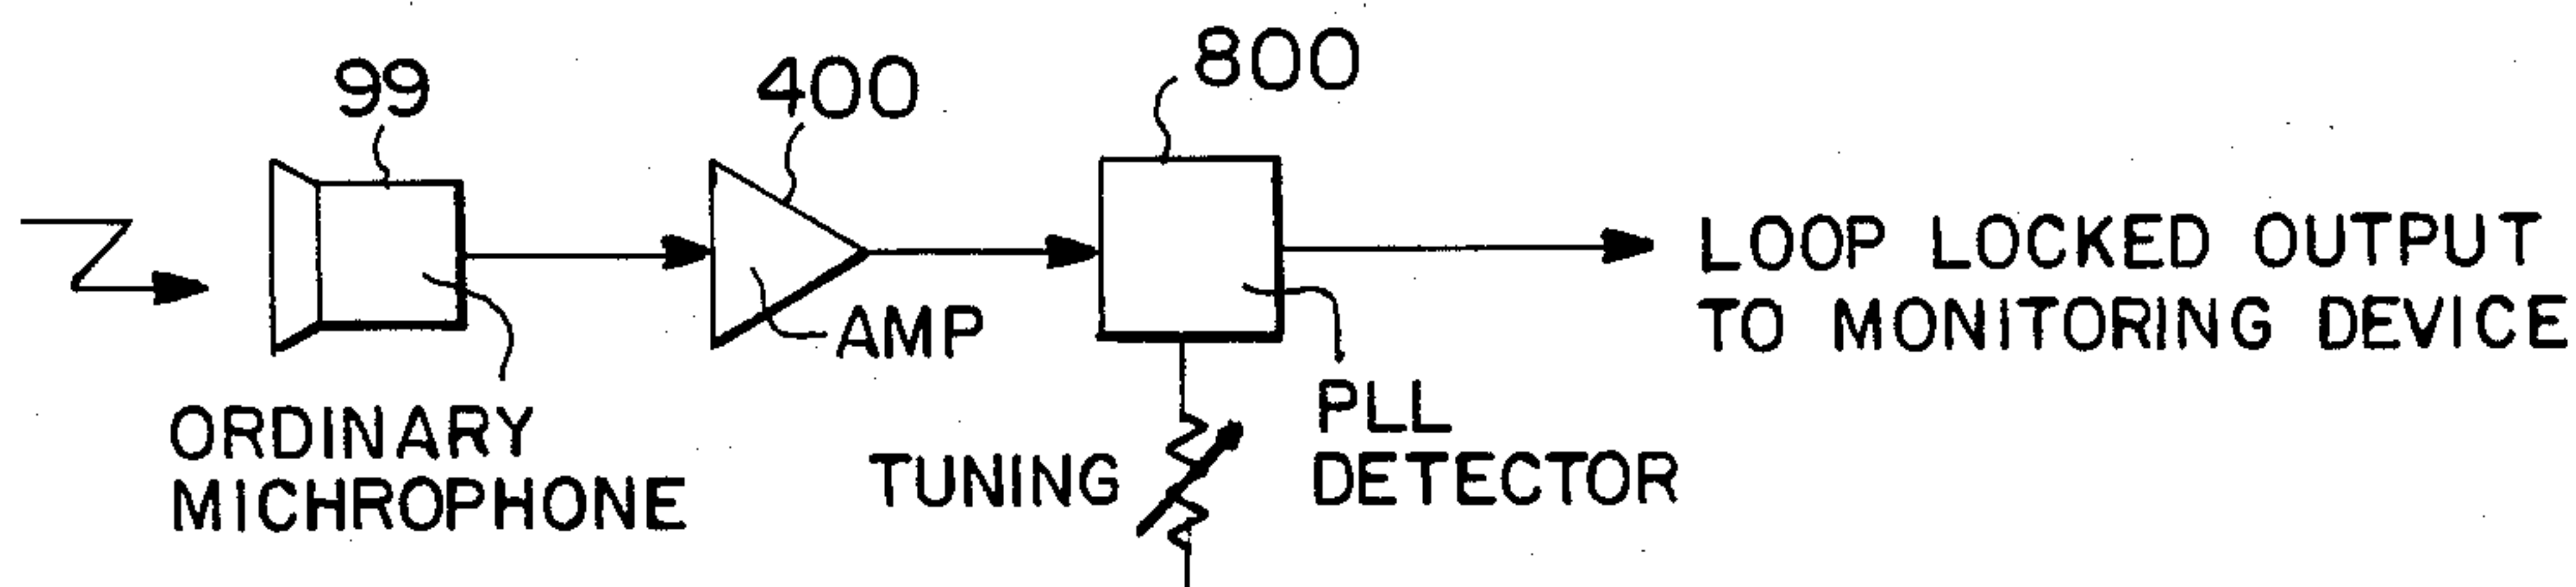 99
400
800
AMP
ORDINARY
MICHROPHONE
TUNING
PLL
DETECTOR
LOOP LOCKED OUTPUT
TO MONITORING DEVICE